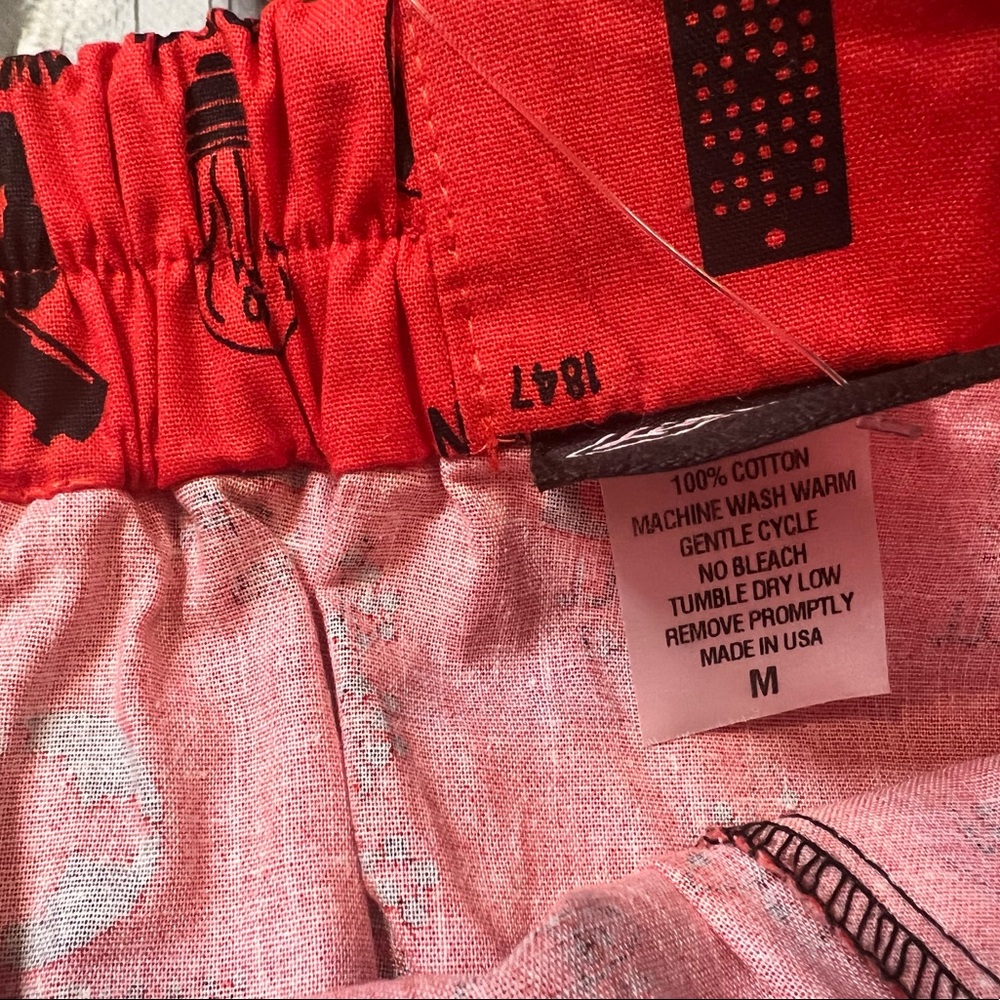 1847
N
100% COTTON
MACHINE WASH WARM
GENTLE CYCLE
NO BLEACH
TUMBLE DRY LOW
REMOVE PROMPTLY
MADE IN USA
M